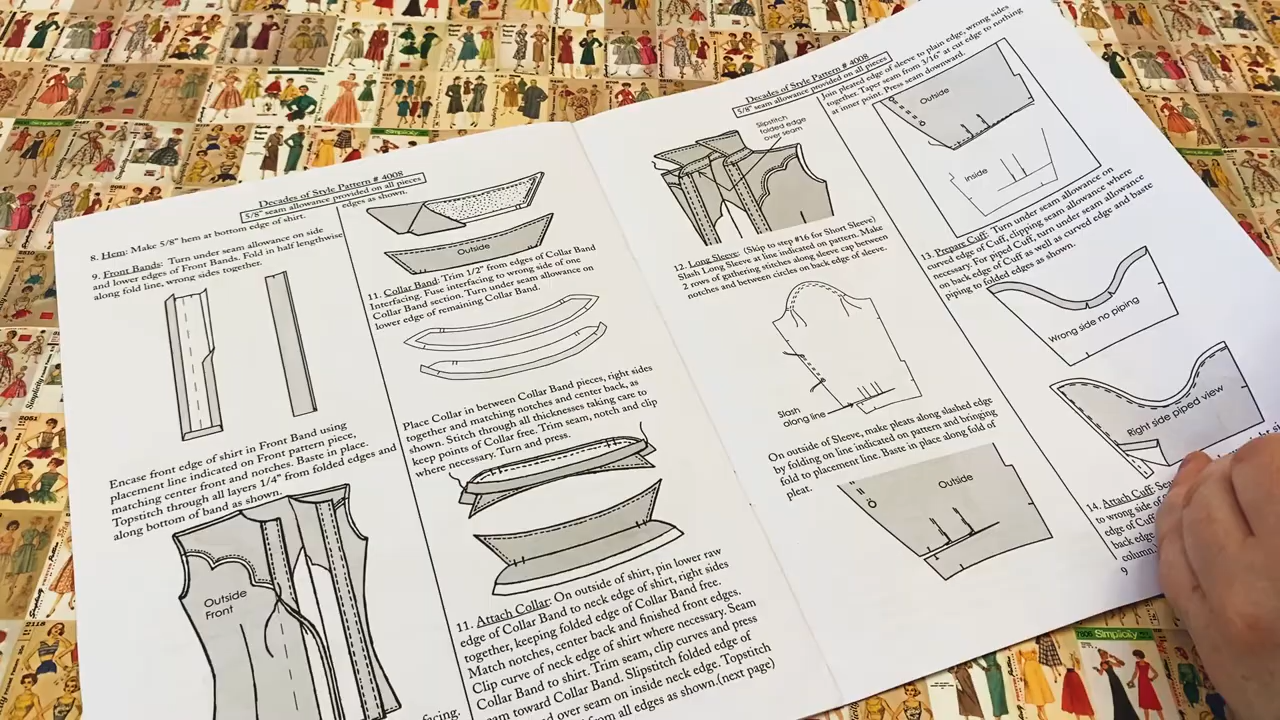 Decades of Style Pattern # 4008
5/8" seam allowance provided on all pieces
8. Hem: Make 5/8" hem at bottom edge of shirt.
9. Front Bands: Turn under seam allowance on side
and lower edges of Front Bands. Fold in half lengthwise
along fold line, wrong sides together.
Encase front edge of shirt in Front Band using
placement line indicated on Front pattern piece,
matching center front and notches. Baste in place.
Topstitch through all layers 1/4" from folded edges and
along bottom of band as shown.
Outside
Front
facing.
edges as shown.
Outside
11. Collar Band: Trim 1/2" from edges of Collar Band
Interfacing. Fuse interfacing to wrong side of one
Collar Band section. Turn under seam allowance on
lower edge of remaining Collar Band.
Place Collar in between Collar Band pieces, right sides
together and matching notches and center back, as
shown. Stitch through all thicknesses taking care to
keep points of Collar free. Trim seam, notch and clip
where necessary. Turn and press.
11. Attach Collar: On outside of shirt, pin lower raw
edge of Collar Band to neck edge of shirt, right sides
together, keeping folded edge of Collar Band free.
Match notches, center back and finished front edges.
Clip curve of neck edge of shirt where necessary. Seam
Collar Band to shirt. Trim seam, clip curves and press
seam toward Collar Band. Slipstitch folded edge of
over seam on inside neck edge. Topstitch
from all edges as shown.(next page)
Decades of Style Pattern # 4008
5/8" seam allowance provided on all pieces
Slipstitch
folded edge
over seam
12. Long Sleeve: (Skip to step #16 for Short Sleeve)
Slash Long Sleeve at line indicated on pattern. Make
2 rows of gathering stitches along sleeve cap between
notches and between circles on back edge of sleeve.
Slash
along line
On outside of Sleeve, make pleats along slashed edge
by folding on line indicated on pattern and bringing
fold to placement line. Baste in place along fold of
pleat.
Outside
Join pleated edge of sleeve to plain edge, wrong sides
together. Taper seam from 3/16" at cut edge to nothing
at inner point. Press seam downward.
Outside
Inside
13. Prepare Cuff: Turn under seam allowance on
curved edge of Cuff, clipping seam allowance where
necessary. For piped Cuff, turn under seam allowance
on back edge of Cuff as well as curved edge and baste
piping to folded edges as shown.
Wrong side no piping
Right side piped view
14. Attach Cuff:
to wrong side of
edge of Cuff
back edge
column.
9
Simplicity
Simplicity
Simplicity
2051
2118